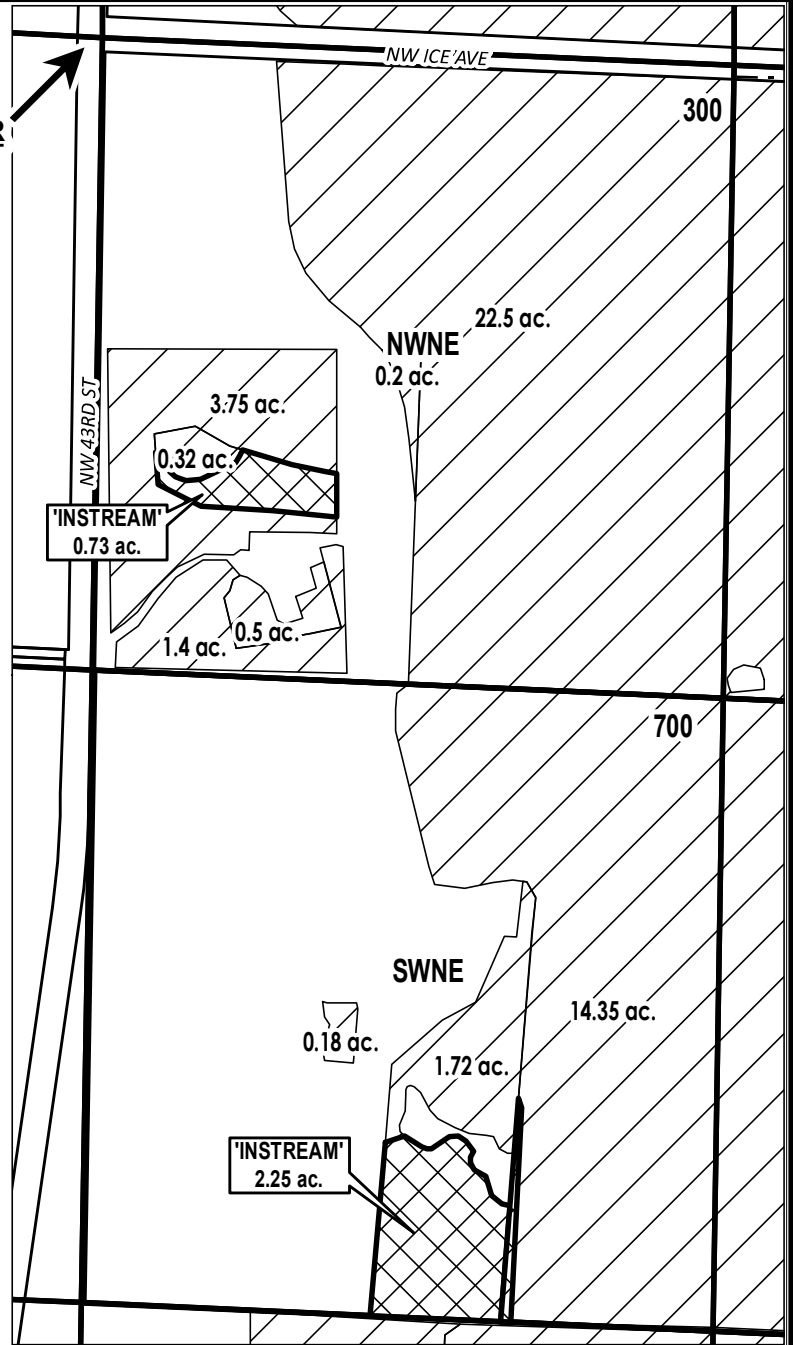 NW ICE AVE
300
22.5 ac.
NWNE
0.2 ac.
NW 43RD ST
3.75 ac.
0.32 ac.
'INSTREAM'
0.73 ac.
0.5 ac.
1.4 ac.
700
SWNE
14.35 ac.
0.18 ac.
1.72 ac.
'INSTREAM'
2.25 ac.